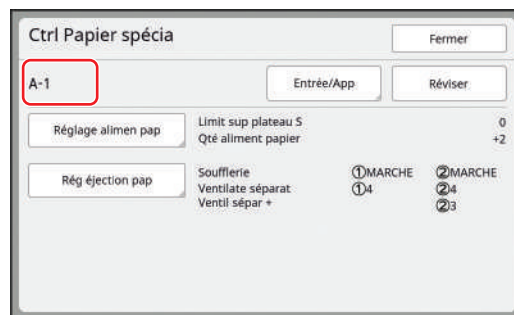 Ctrl Papier spécia
Fermer
A-1
Entrée/App
Réviser
Réglage alimen pap
Limit sup plateau S 0
Qté aliment papier +2
Rég éjection pap
Soufflerie ①MARCHE ②MARCHE
Ventilate séparat ①4 ②4
Ventil sépar + ②3